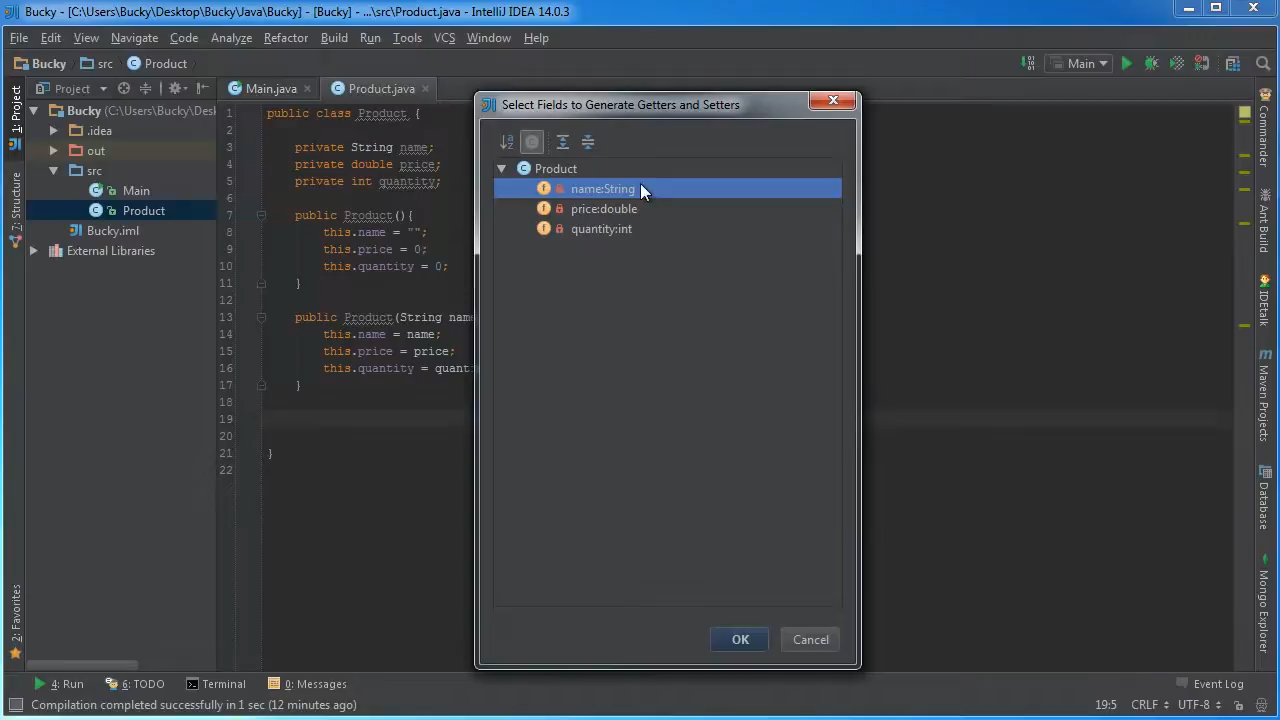 Bucky - [C:\Users\Bucky\Desktop\Bucky\Java\Bucky] - [Bucky] - ...\src\Product.java - IntelliJ IDEA 14.0.3
File Edit View Navigate Code Analyze Refactor Build Run Tools VCS Window Help
Bucky src Product Main
Project Main.java Product.java
Bucky (C:\Users\Bucky\Des
.idea
out
src
Main
Product
Bucky.iml
External Libraries
1: Project
7: Structure
2: Favorites
1 public class Product {
2
3 private String name;
4 private double price;
5 private int quantity;
6
7 public Product(){
8 this.name = "";
9 this.price = 0;
10 this.quantity = 0;
11 }
12
13 public Product(String nam
14 this.name = name;
15 this.price = price;
16 this.quantity = quant
17 }
18
19
20
21 }
22
Select Fields to Generate Getters and Setters
Product
name:String
price:double
quantity:int
OK Cancel
Commander
Ant Build
IDEtalk
Maven Projects
Database
Mongo Explorer
4: Run 6: TODO Terminal 0: Messages Event Log
Compilation completed successfully in 1 sec (12 minutes ago) 19:5 CRLF UTF-8